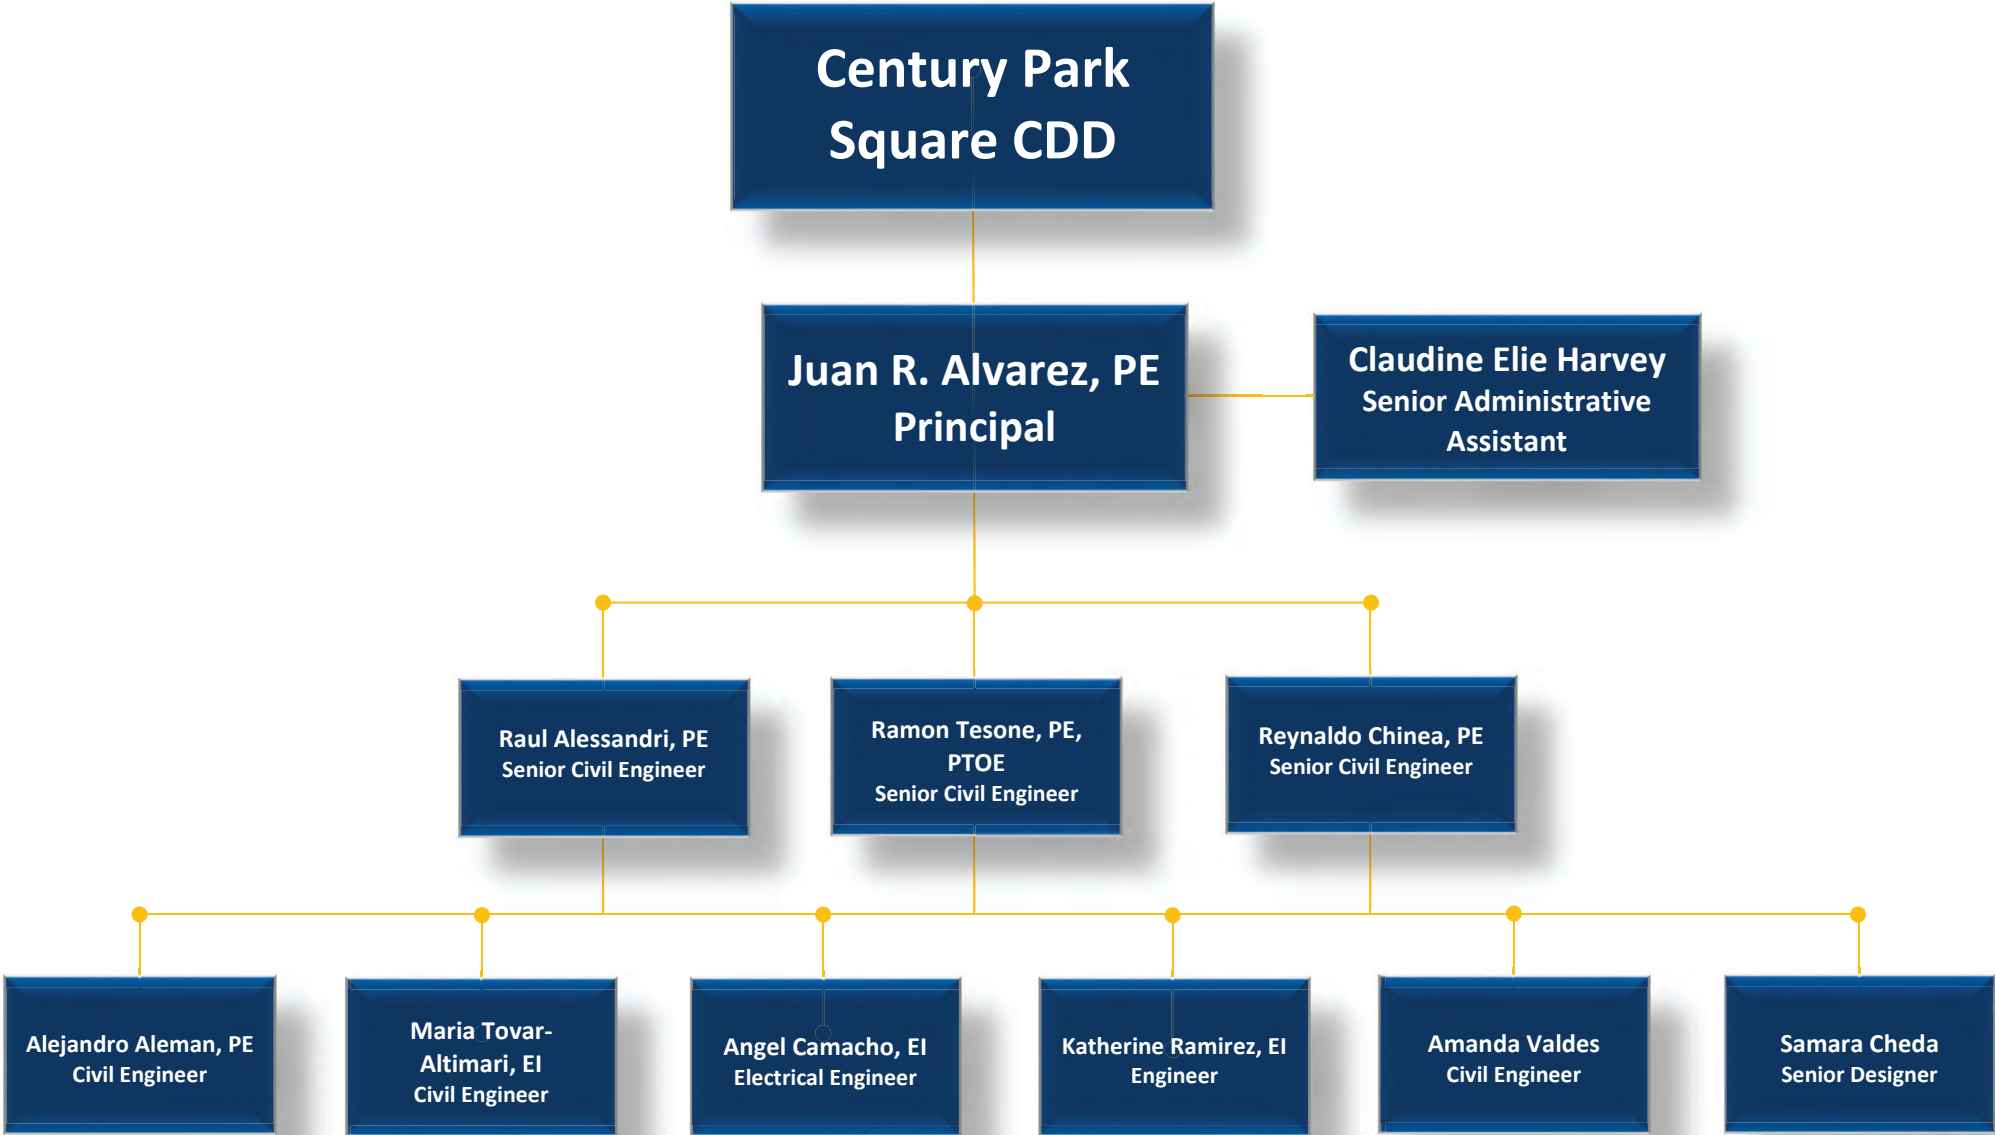 Century Park
Square CDD
Juan R. Alvarez, PE
Principal
Claudine Elie Harvey
Senior Administrative
Assistant
Raul Alessandri, PE
Senior Civil Engineer
Ramon Tesone, PE,
PTOE
Senior Civil Engineer
Reynaldo Chinea, PE
Senior Civil Engineer
Alejandro Aleman, PE
Civil Engineer
Maria Tovar-
Altimari, EI
Civil Engineer
Angel Camacho, EI
Electrical Engineer
Katherine Ramirez, EI
Engineer
Amanda Valdes
Civil Engineer
Samara Cheda
Senior Designer